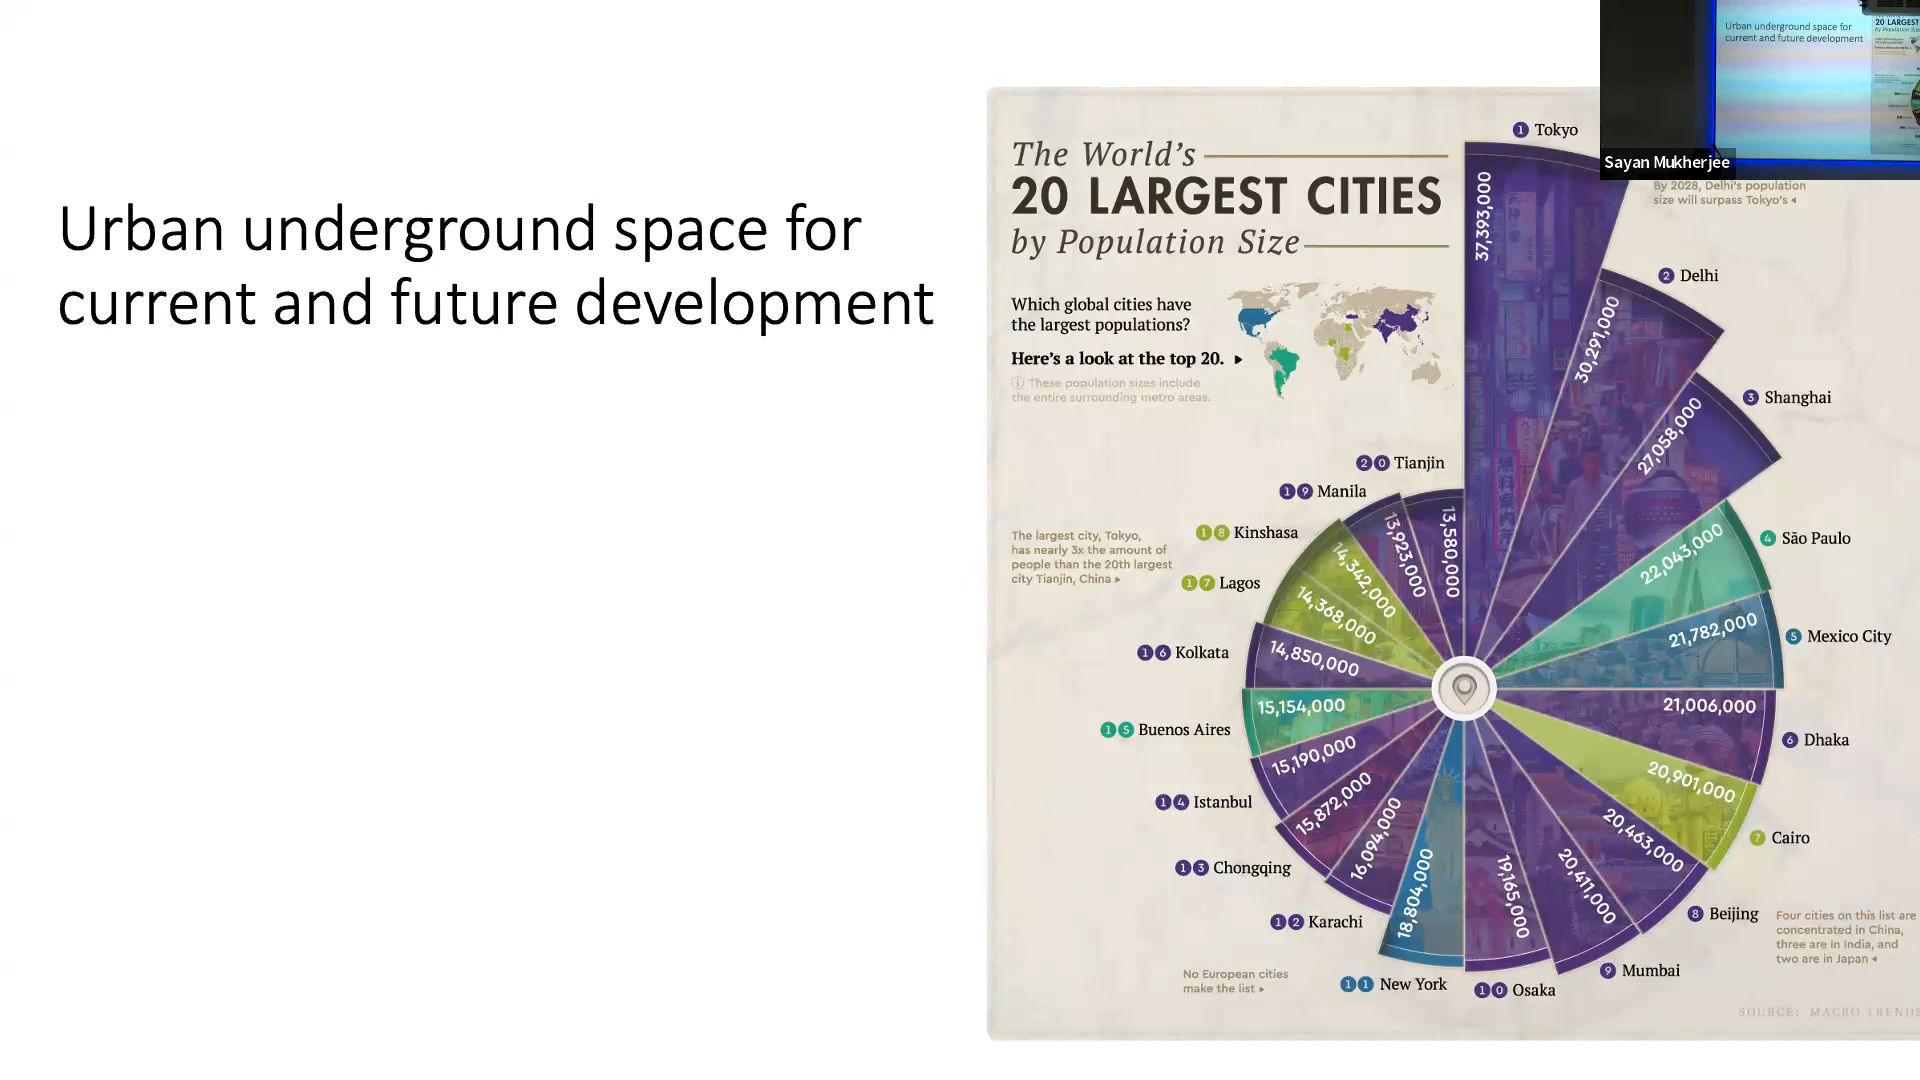 Urban underground space for
current and future development
The World's
20 LARGEST CITIES
by Population Size
Which global cities have
the largest populations?
Here's a look at the top 20.
These population sizes include
the entire surrounding metro areas.
1 Tokyo
37,393,000
By 2028, Delhi's population
size will surpass Tokyo's
2 Delhi
30,291,000
3 Shanghai
27,058,000
4 São Paulo
22,043,000
5 Mexico City
21,782,000
6 Dhaka
21,006,000
7 Cairo
20,901,000
8 Beijing
20,463,000
9 Mumbai
20,411,000
10 Osaka
19,165,000
11 New York
18,804,000
12 Karachi
16,094,000
13 Chongqing
15,872,000
14 Istanbul
15,190,000
15 Buenos Aires
15,154,000
16 Kolkata
14,850,000
17 Lagos
14,368,000
18 Kinshasa
14,342,000
19 Manila
13,923,000
20 Tianjin
13,580,000
The largest city, Tokyo,
has nearly 3x the amount of
people than the 20th largest
city Tianjin, China
No European cities
make the list
Four cities on this list are
concentrated in China,
three are in India, and
two are in Japan
SOURCE: MACRO TRENDS
Urban underground space for
current and future development
20 LARGEST
Sayan Mukherjee